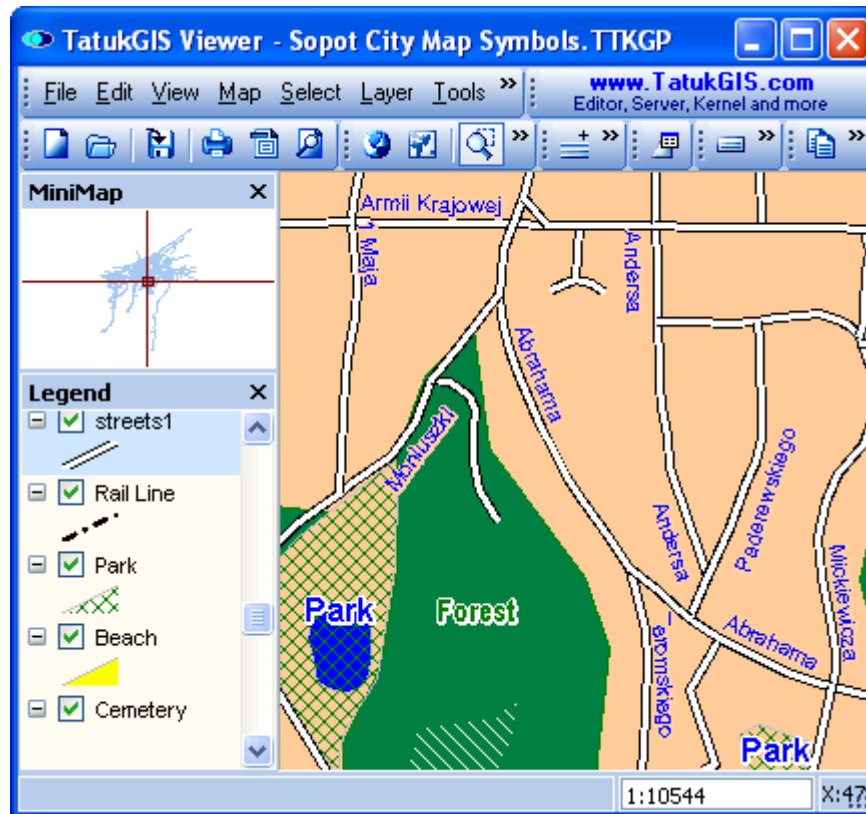 TatukGIS Viewer - Sopot City Map Symbols.TTKGP
File Edit View Map Select Layer Tools
www.TatukGIS.com
Editor, Server, Kernel and more
MiniMap
Legend
streets1
Rail Line
Park
Beach
Cemetery
Armii Krajowej
1 Maja
Andersa
Abrahama
Moniuszki
Paderewskiego
Andersa
Mickiewicza
Abrahama
eromskiego
Park
Forest
Park
1:10544
X:47